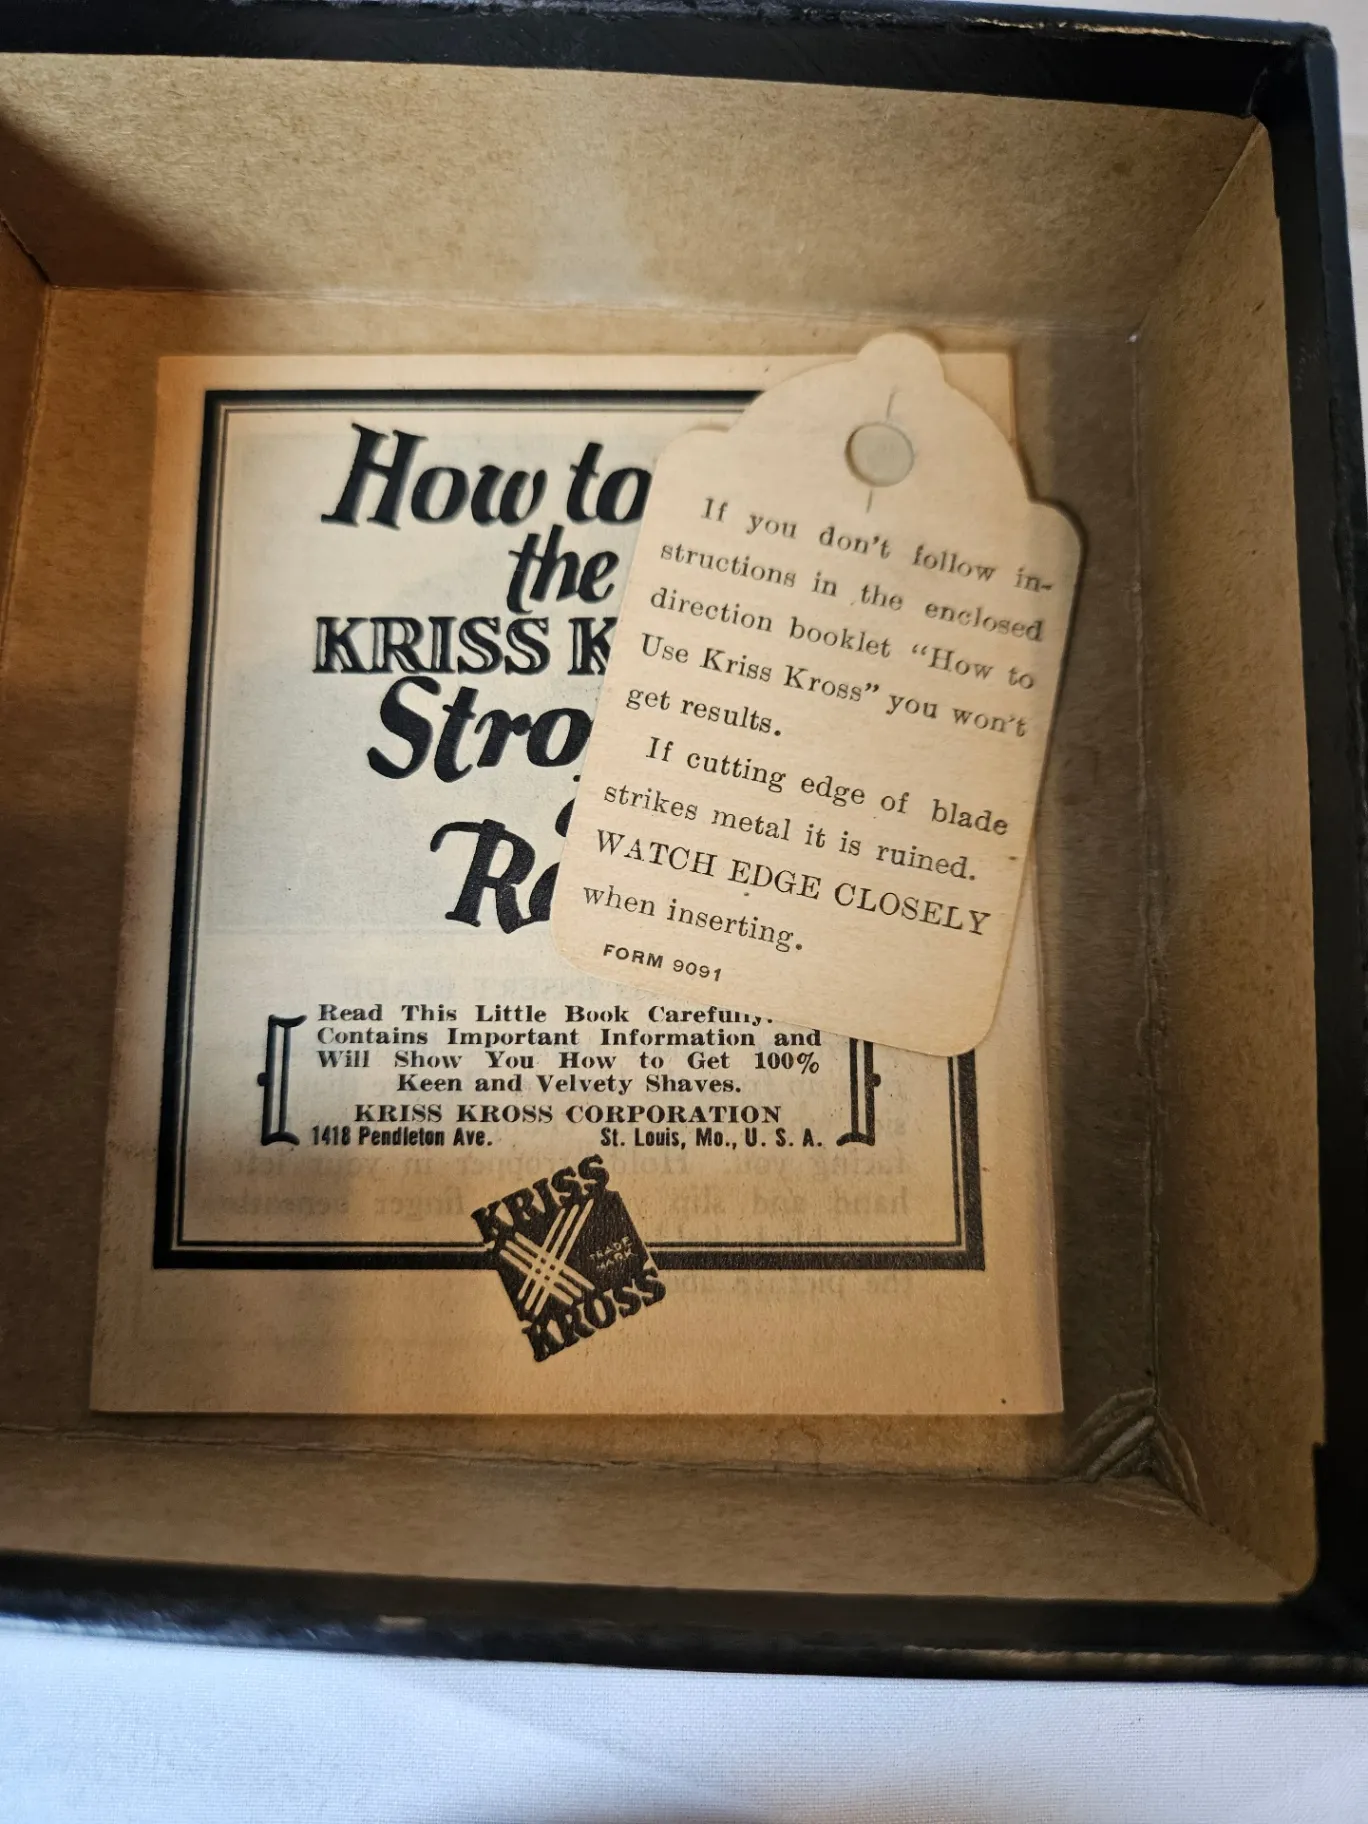 How to
the
KRISS
If you don't follow in-
structions in the enclosed
direction booklet “How to
Use Kriss Kross” you won't
get results.
If cutting edge of blade
strikes metal it is ruined.
WATCH EDGE CLOSELY
when inserting.
FORM 9091
Read This Little Book Carefully.
Contains Important Information and
Will Show You How to Get 100%
Keen and Velvety Shaves.
KRISS KROSS CORPORATION
1418 Pendleton Ave. St. Louis, Mo., U. S. A.
KRISS
TRADE
MARK
KROSS